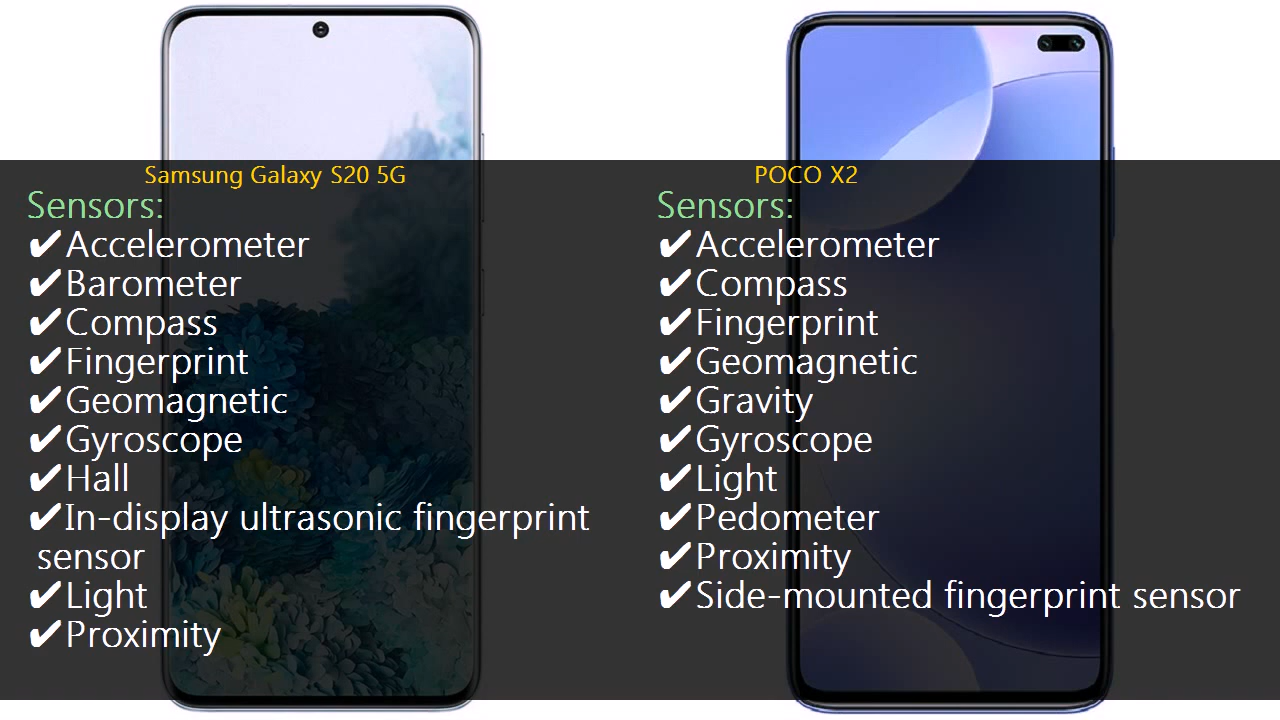 Samsung Galaxy S20 5G
Sensors:
✔Accelerometer
✔Barometer
✔Compass
✔Fingerprint
✔Geomagnetic
✔Gyroscope
✔Hall
✔In-display ultrasonic fingerprint
sensor
✔Light
✔Proximity
POCO X2
Sensors:
✔Accelerometer
✔Compass
✔Fingerprint
✔Geomagnetic
✔Gravity
✔Gyroscope
✔Light
✔Pedometer
✔Proximity
✔Side-mounted fingerprint sensor